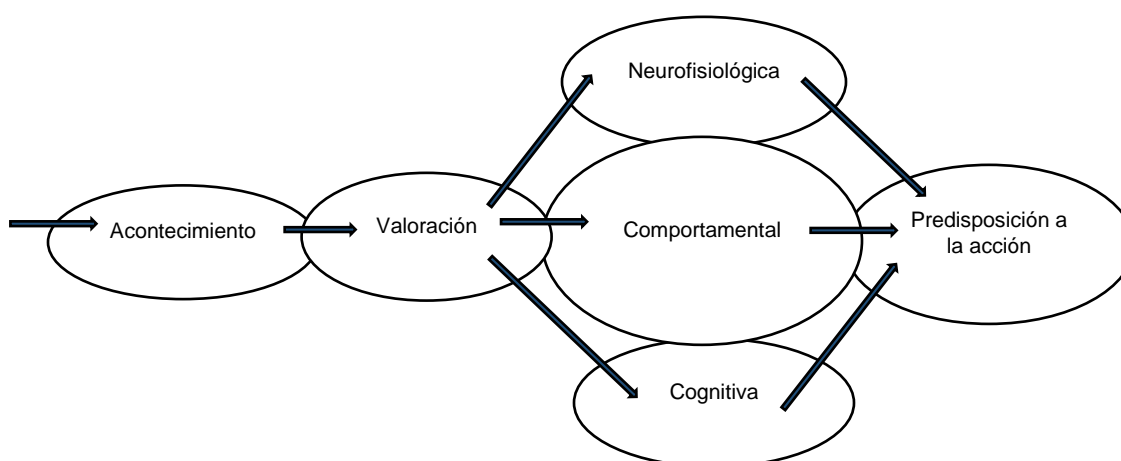 Neurofisiológica
Acontecimiento
Valoración
Comportamental
Predisposición a
la acción
Cognitiva